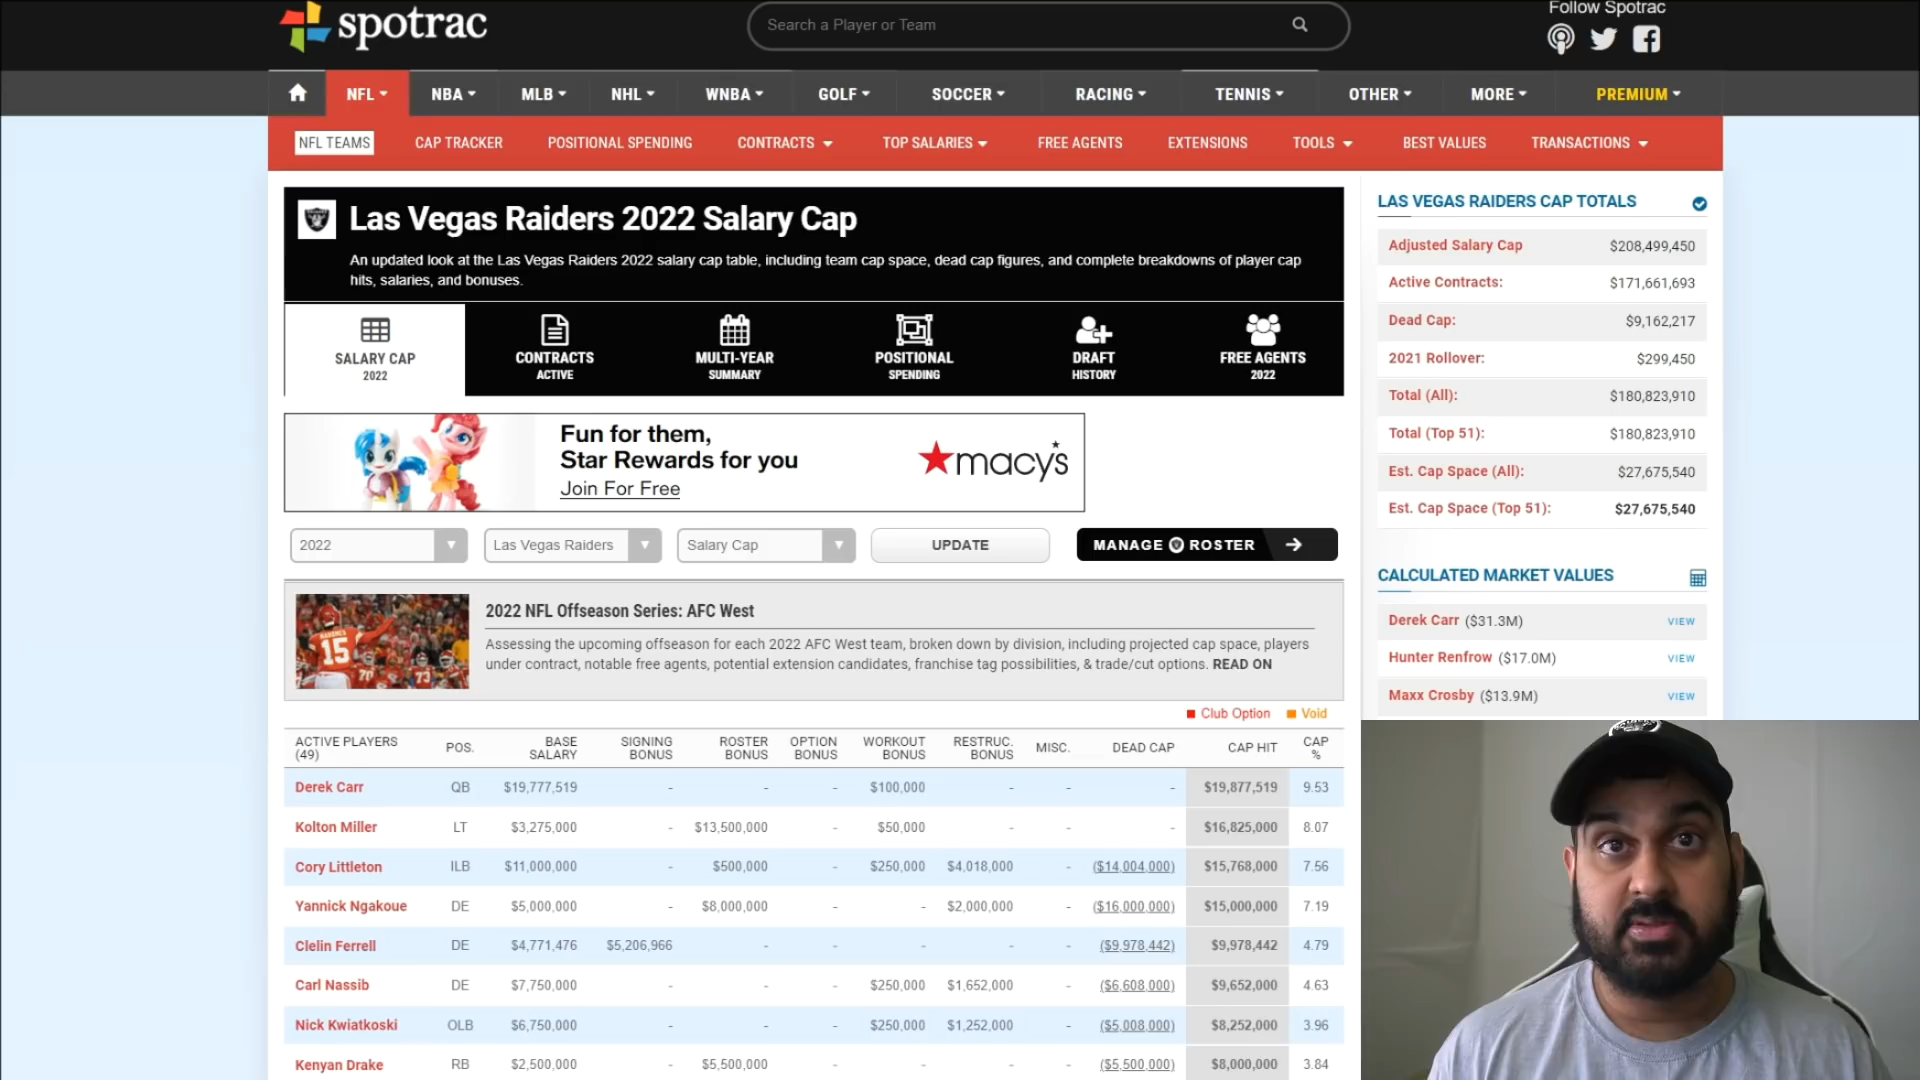 spotrac
Search a Player or Team
Follow Spotrac
NFL
NBA
MLB
NHL
WNBA
GOLF
SOCCER
RACING
TENNIS
OTHER
MORE
PREMIUM
NFL TEAMS
CAP TRACKER
POSITIONAL SPENDING
CONTRACTS
TOP SALARIES
FREE AGENTS
EXTENSIONS
TOOLS
BEST VALUES
TRANSACTIONS
Las Vegas Raiders 2022 Salary Cap
An updated look at the Las Vegas Raiders 2022 salary cap table, including team cap space, dead cap figures, and complete breakdowns of player cap
hits, salaries, and bonuses.
SALARY CAP
2022
CONTRACTS
ACTIVE
MULTI-YEAR
SUMMARY
POSITIONAL
SPENDING
DRAFT
HISTORY
FREE AGENTS
2022
Fun for them,
Star Rewards for you
Join For Free
macy's
2022
Las Vegas Raiders
Salary Cap
UPDATE
MANAGE ROSTER
2022 NFL Offseason Series: AFC West
Assessing the upcoming offseason for each 2022 AFC West team, broken down by division, including projected cap space, players
under contract, notable free agents, potential extension candidates, franchise tag possibilities, & trade/cut options. READ ON
MAHOMES
15
70
73
Club Option Void
ACTIVE PLAYERS (49) POS. BASE SALARY SIGNING BONUS ROSTER BONUS OPTION BONUS WORKOUT BONUS RESTRUC. BONUS MISC. DEAD CAP CAP HIT CAP %
Derek Carr QB $19,777,519 - - - $100,000 - - - $19,877,519 9.53
Kolton Miller LT $3,275,000 - $13,500,000 - $50,000 - - - $16,825,000 8.07
Cory Littleton ILB $11,000,000 - $500,000 - $250,000 $4,018,000 - ($14,004,000) $15,768,000 7.56
Yannick Ngakoue DE $5,000,000 - $8,000,000 - - $2,000,000 - ($16,000,000) $15,000,000 7.19
Clelin Ferrell DE $4,771,476 $5,206,966 - - - - - ($9,978,442) $9,978,442 4.79
Carl Nassib DE $7,750,000 - - - $250,000 $1,652,000 - ($6,608,000) $9,652,000 4.63
Nick Kwiatkoski OLB $6,750,000 - - - $250,000 $1,252,000 - ($5,008,000) $8,252,000 3.96
Kenyan Drake RB $2,500,000 - $5,500,000 - - - - ($5,500,000) $8,000,000 3.84
LAS VEGAS RAIDERS CAP TOTALS
Adjusted Salary Cap $208,499,450
Active Contracts: $171,661,693
Dead Cap: $9,162,217
2021 Rollover: $299,450
Total (All): $180,823,910
Total (Top 51): $180,823,910
Est. Cap Space (All): $27,675,540
Est. Cap Space (Top 51): $27,675,540
CALCULATED MARKET VALUES
Derek Carr ($31.3M) VIEW
Hunter Renfrow ($17.0M) VIEW
Maxx Crosby ($13.9M) VIEW